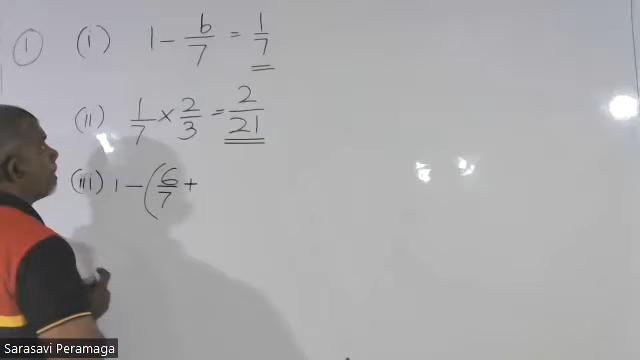 ① (i) 1 - 6/7 = 1/7
(ii) 1/7 × 2/3 = 2/21
(iii) 1 - (6/7 +
Sarasavi Peramaga